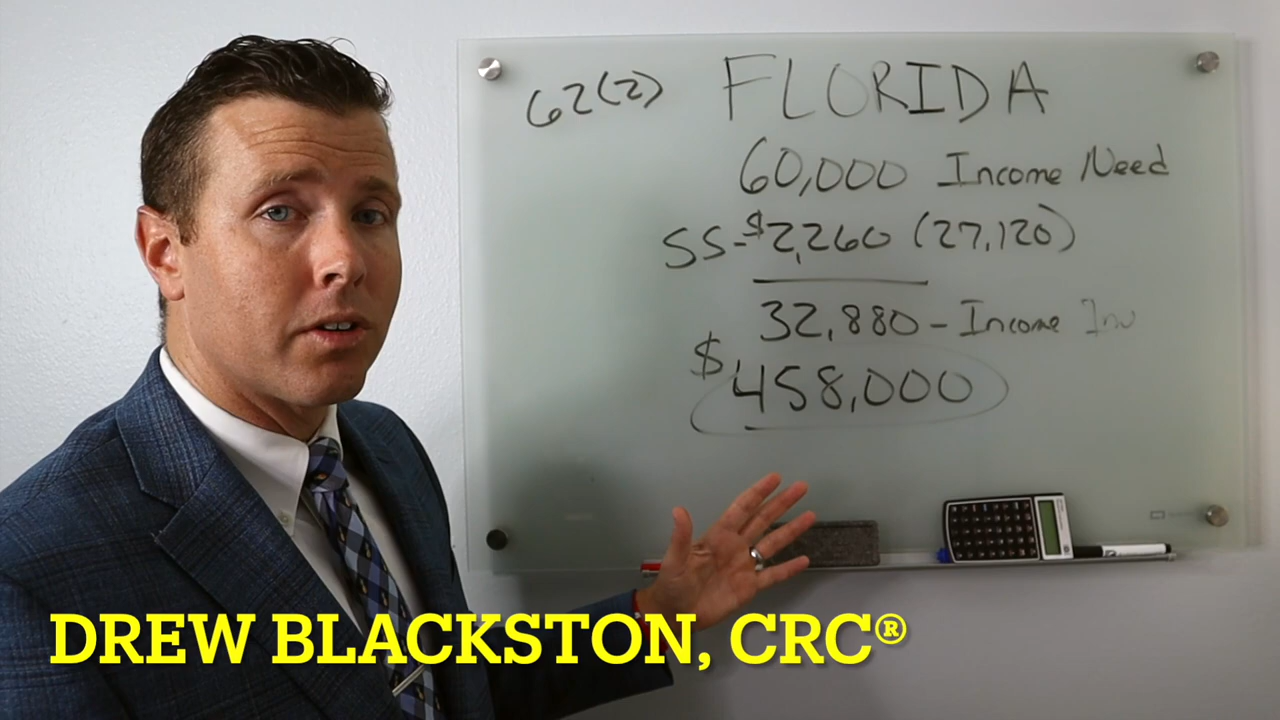 62(2) FLORIDA
60,000 Income Need
SS-$2,260 (27,120)
32,880 - Income Inv
$458,000
DREW BLACKSTON, CRC®